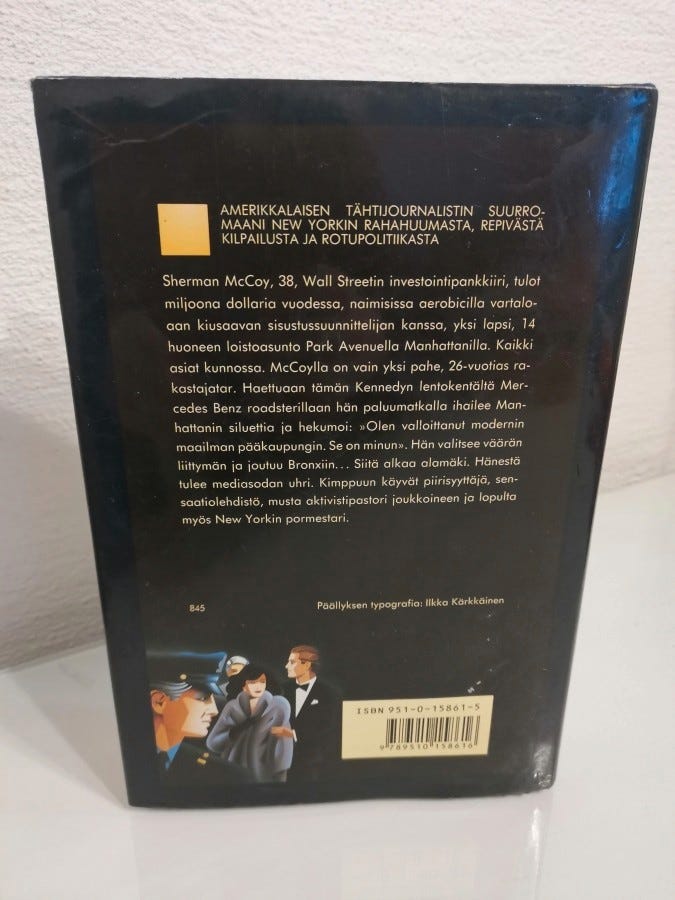 AMERIKKALAISEN TÄHTIJOURNALISTIN SUURRO-
MAANI NEW YORKIN RAHAHUUMASTA, REPIVÄSTÄ
KILPAILUSTA JA ROTUPOLITIIKASTA
Sherman McCoy, 38, Wall Streetin investointipankkiiri, tulot
miljoona dollaria vuodessa, naimisissa aerobicilla vartalo-
aan kiusaavan sisustussuunnittelijan kanssa, yksi lapsi, 14
huoneen loistoasunto Park Avenuella Manhattanilla. Kaikki
asiat kunnossa. McCoylla on vain yksi pahe, 26-vuotias ra-
kastajatar. Haettuaan tämän Kennedyn lentokentältä Mer-
cedes Benz roadsterillaan hän paluumatkalla ihailee Man-
hattanin siluettia ja hekumoi: »Olen valloittanut modernin
maailman pääkaupungin. Se on minun». Hän valitsee väärän
liittymän ja joutuu Bronxiin... Siitä alkaa alamäki. Hänestä
tulee mediasodan uhri. Kimppuun käyvät piirisyyttäjä, sen-
saatiolehdistö, musta aktivistipastori joukkoineen ja lopulta
myös New Yorkin pormestari.
845 Päällyksen typografia: Ilkka Kärkkäinen
ISBN 951-0-15861-5
9 789510 158616